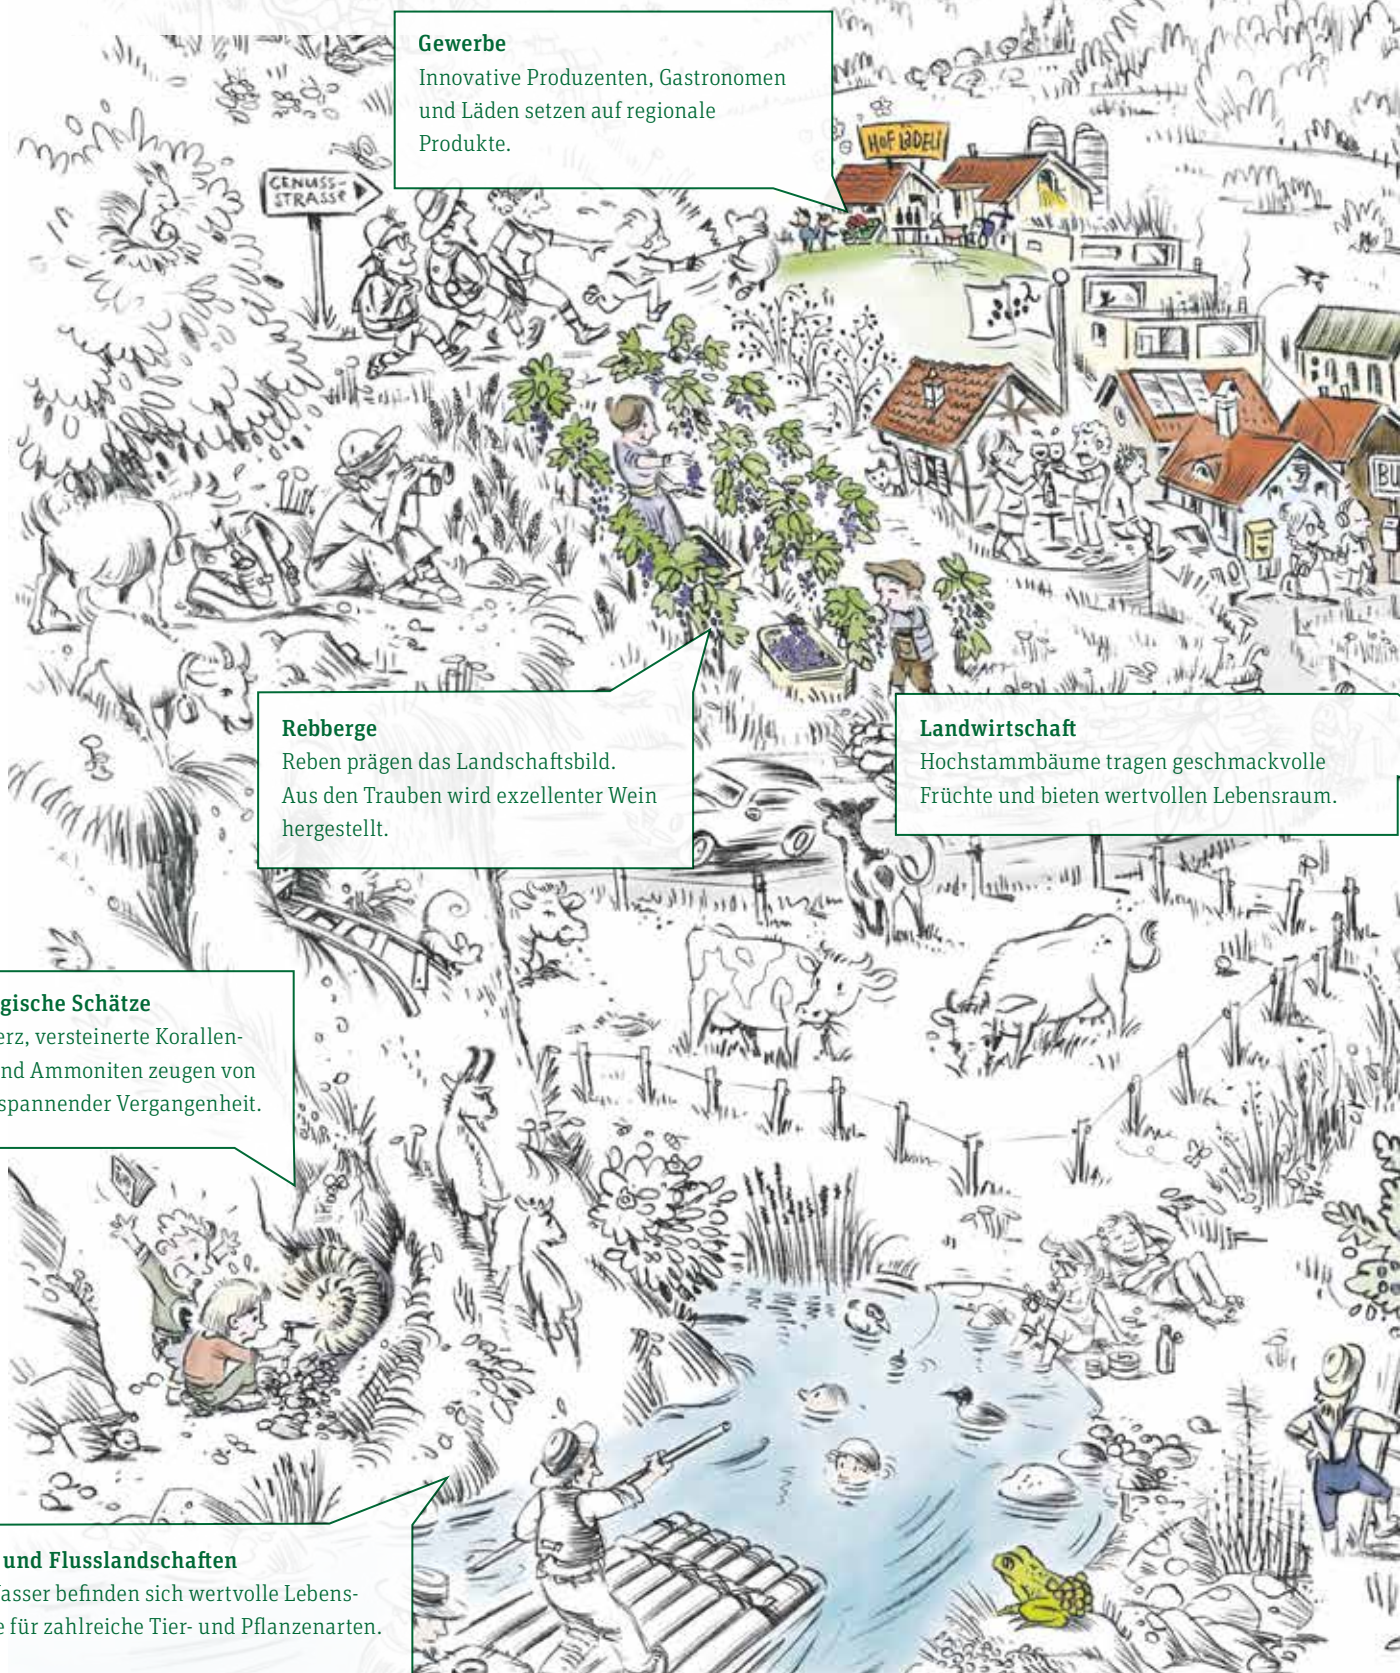 Gewerbe
Innovative Produzenten, Gastronomen
und Läden setzen auf regionale
Produkte.
HOF LÄDELI
GENUSS-
STRASSE
Rebberge
Reben prägen das Landschaftsbild.
Aus den Trauben wird exzellenter Wein
hergestellt.
Landwirtschaft
Hochstammbäume tragen geschmackvolle
Früchte und bieten wertvollen Lebensraum.
gische Schätze
erz, versteinerte Korallen-
nd Ammoniten zeugen von
spannender Vergangenheit.
und Flusslandschaften
asser befinden sich wertvolle Lebens-
e für zahlreiche Tier- und Pflanzenarten.